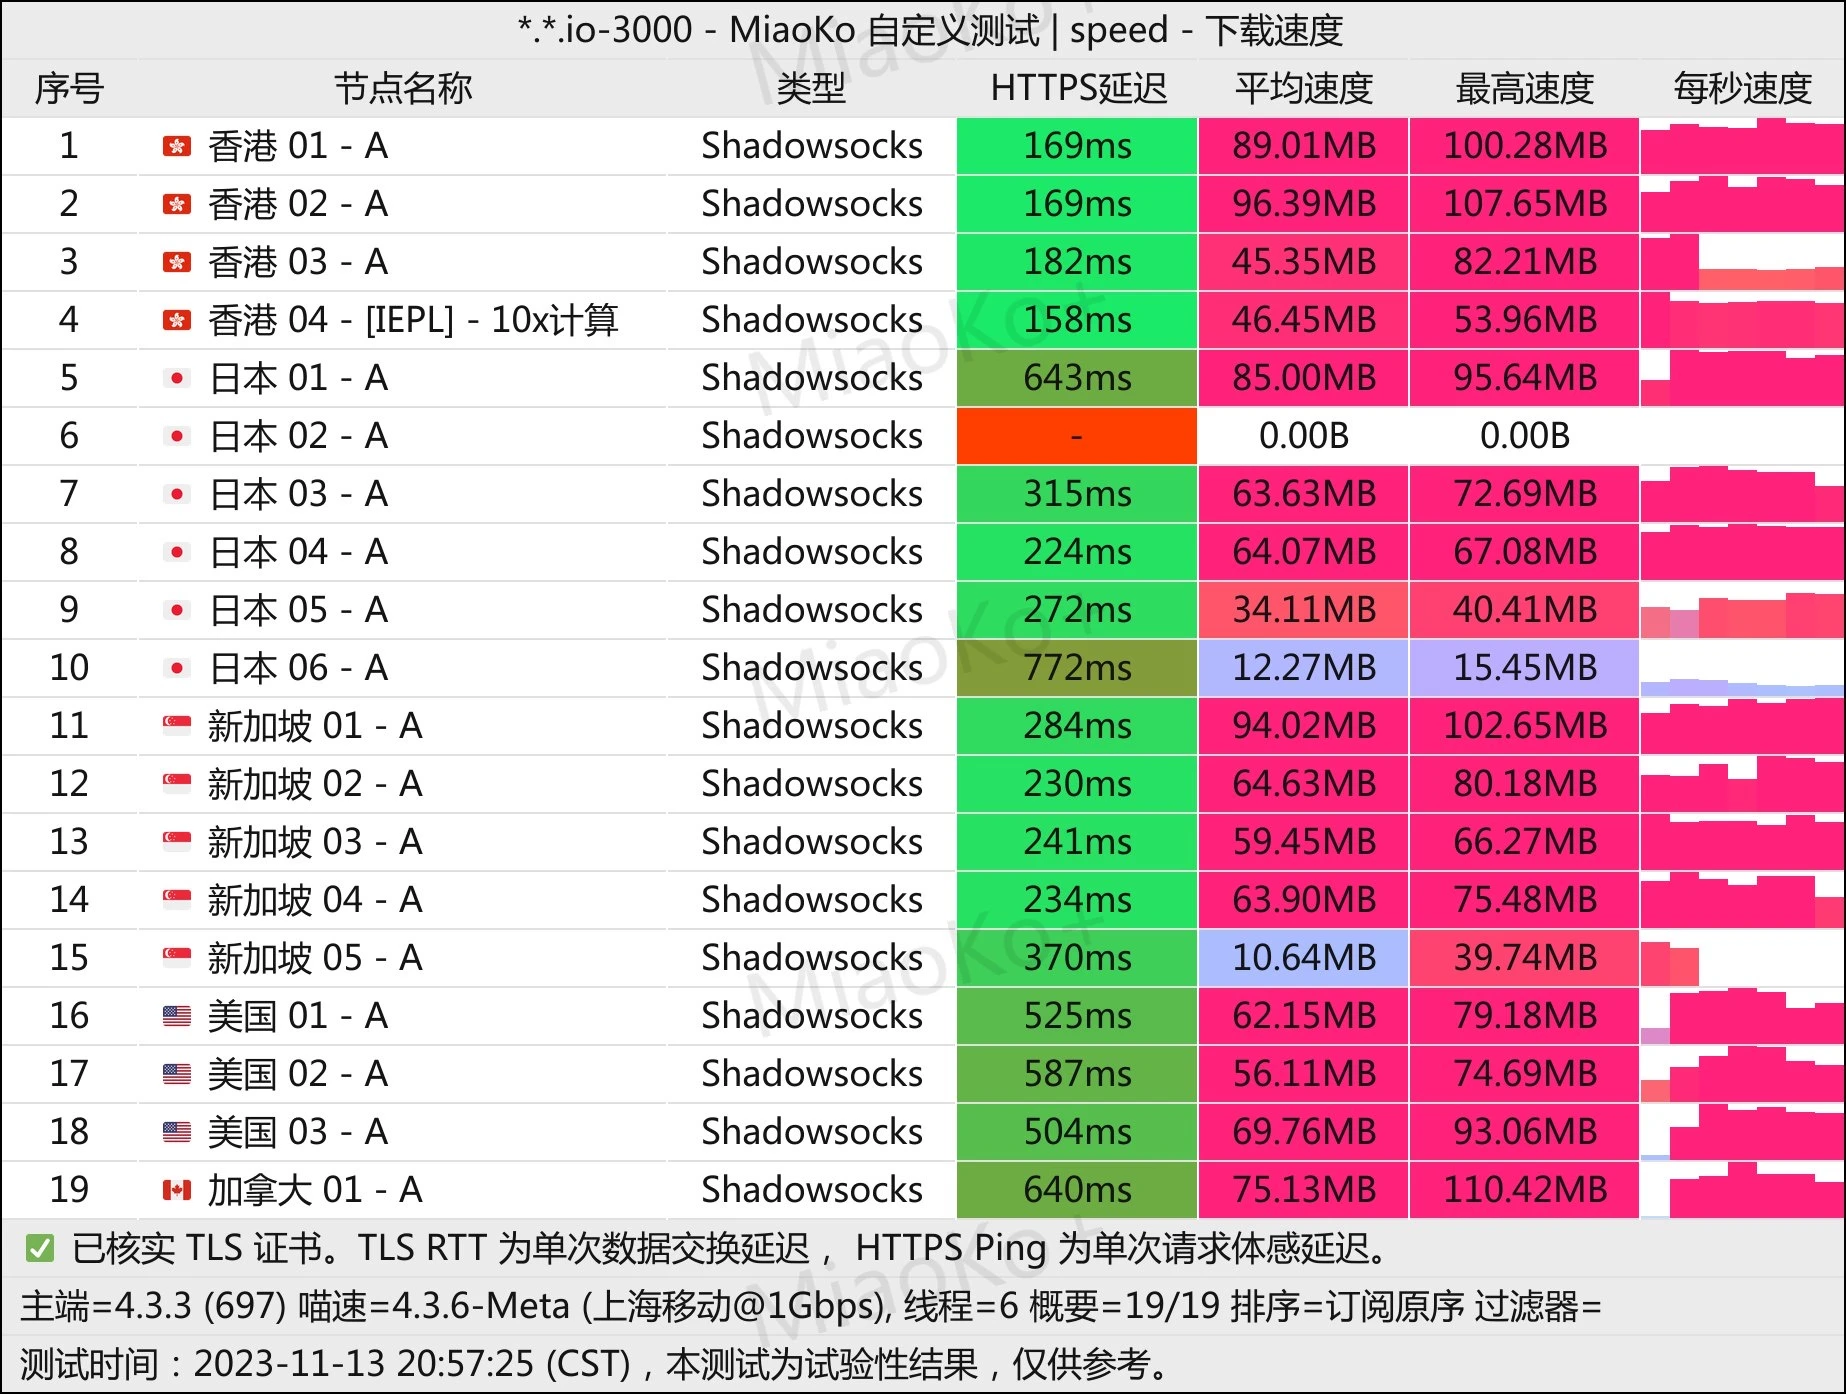 *.*.io-3000 - MiaoKo 自定义测试 | speed - 下载速度
序号 节点名称 类型 HTTPS延迟 平均速度 最高速度 每秒速度
1 香港 01 - A Shadowsocks 169ms 89.01MB 100.28MB
2 香港 02 - A Shadowsocks 169ms 96.39MB 107.65MB
3 香港 03 - A Shadowsocks 182ms 45.35MB 82.21MB
4 香港 04 - [IEPL] - 10x计算 Shadowsocks 158ms 46.45MB 53.96MB
5 日本 01 - A Shadowsocks 643ms 85.00MB 95.64MB
6 日本 02 - A Shadowsocks - 0.00B 0.00B
7 日本 03 - A Shadowsocks 315ms 63.63MB 72.69MB
8 日本 04 - A Shadowsocks 224ms 64.07MB 67.08MB
9 日本 05 - A Shadowsocks 272ms 34.11MB 40.41MB
10 日本 06 - A Shadowsocks 772ms 12.27MB 15.45MB
11 新加坡 01 - A Shadowsocks 284ms 94.02MB 102.65MB
12 新加坡 02 - A Shadowsocks 230ms 64.63MB 80.18MB
13 新加坡 03 - A Shadowsocks 241ms 59.45MB 66.27MB
14 新加坡 04 - A Shadowsocks 234ms 63.90MB 75.48MB
15 新加坡 05 - A Shadowsocks 370ms 10.64MB 39.74MB
16 美国 01 - A Shadowsocks 525ms 62.15MB 79.18MB
17 美国 02 - A Shadowsocks 587ms 56.11MB 74.69MB
18 美国 03 - A Shadowsocks 504ms 69.76MB 93.06MB
19 加拿大 01 - A Shadowsocks 640ms 75.13MB 110.42MB
✅ 已核实 TLS 证书。TLS RTT 为单次数据交换延迟， HTTPS Ping 为单次请求体感延迟。
主端=4.3.3 (697) 喵速=4.3.6-Meta (上海移动@1Gbps), 线程=6 概要=19/19 排序=订阅原序 过滤器=
测试时间：2023-11-13 20:57:25 (CST)，本测试为试验性结果，仅供参考。
MiaoKo+
MiaoKo+
MiaoKo+
MiaoKo+
MiaoKo+